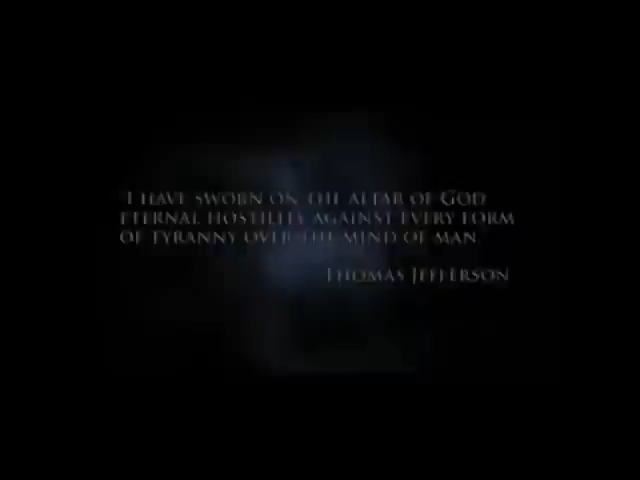 "I HAVE SWORN ON THE ALTAR OF GOD
ETERNAL HOSTILITY AGAINST EVERY FORM
OF TYRANNY OVER THE MIND OF MAN."
THOMAS JEFFERSON